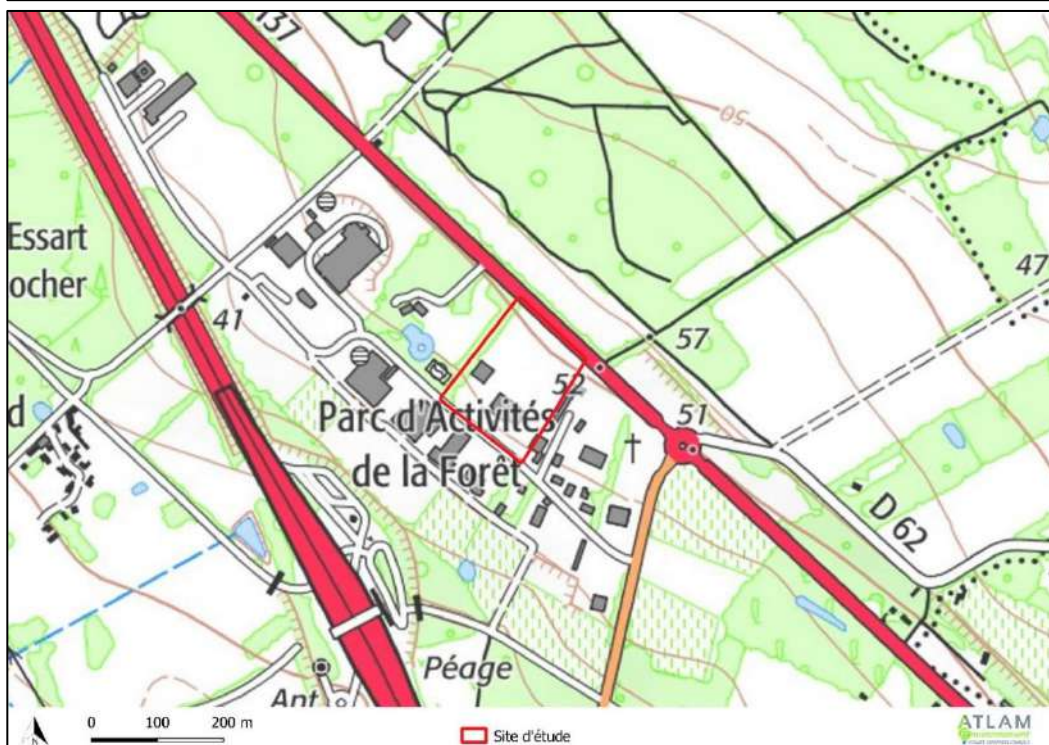 137
Essart
ocher
41
d
47
50
57
52
51
Parc d'Activités
de la Forêt
D 62
Péage
Ant
0 100 200 m
Site d'étude
ATLAM